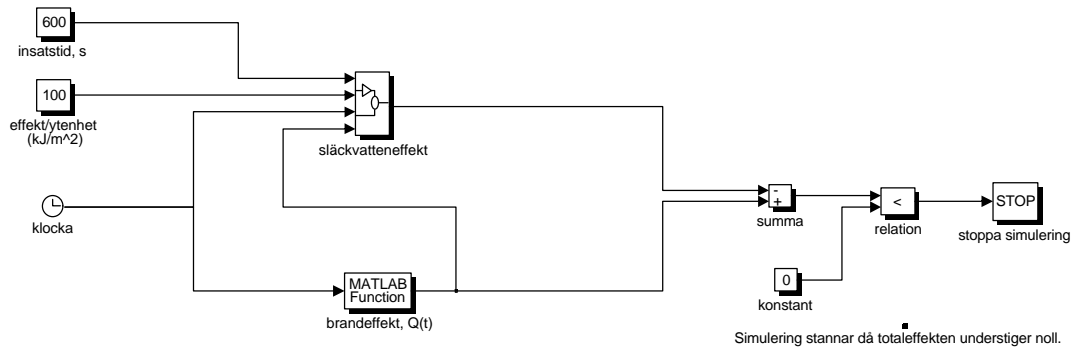 600
insatstid, s
100
effekt/ytenhet
(kJ/m^2)
släckvatteneffekt
klocka
-
+
summa
<
relation
STOP
stoppa simulering
MATLAB
Function
brandeffekt, Q(t)
0
konstant
Simulering stannar då totaleffekten understiger noll.